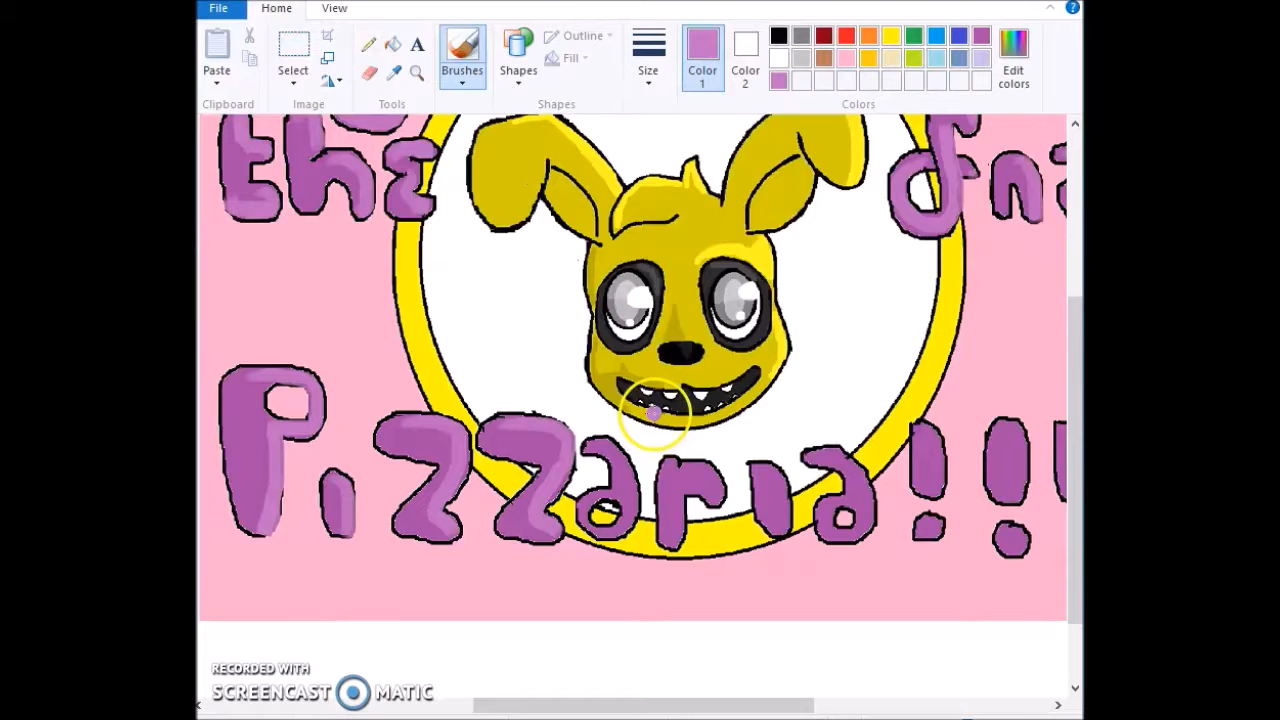 File Home View
Paste Select Brushes Shapes Outline Fill Size Color 1 Color 2 Edit colors
Clipboard Image Tools Shapes Colors
the fna
Pizzaria!!
RECORDED WITH
SCREENCAST MATIC